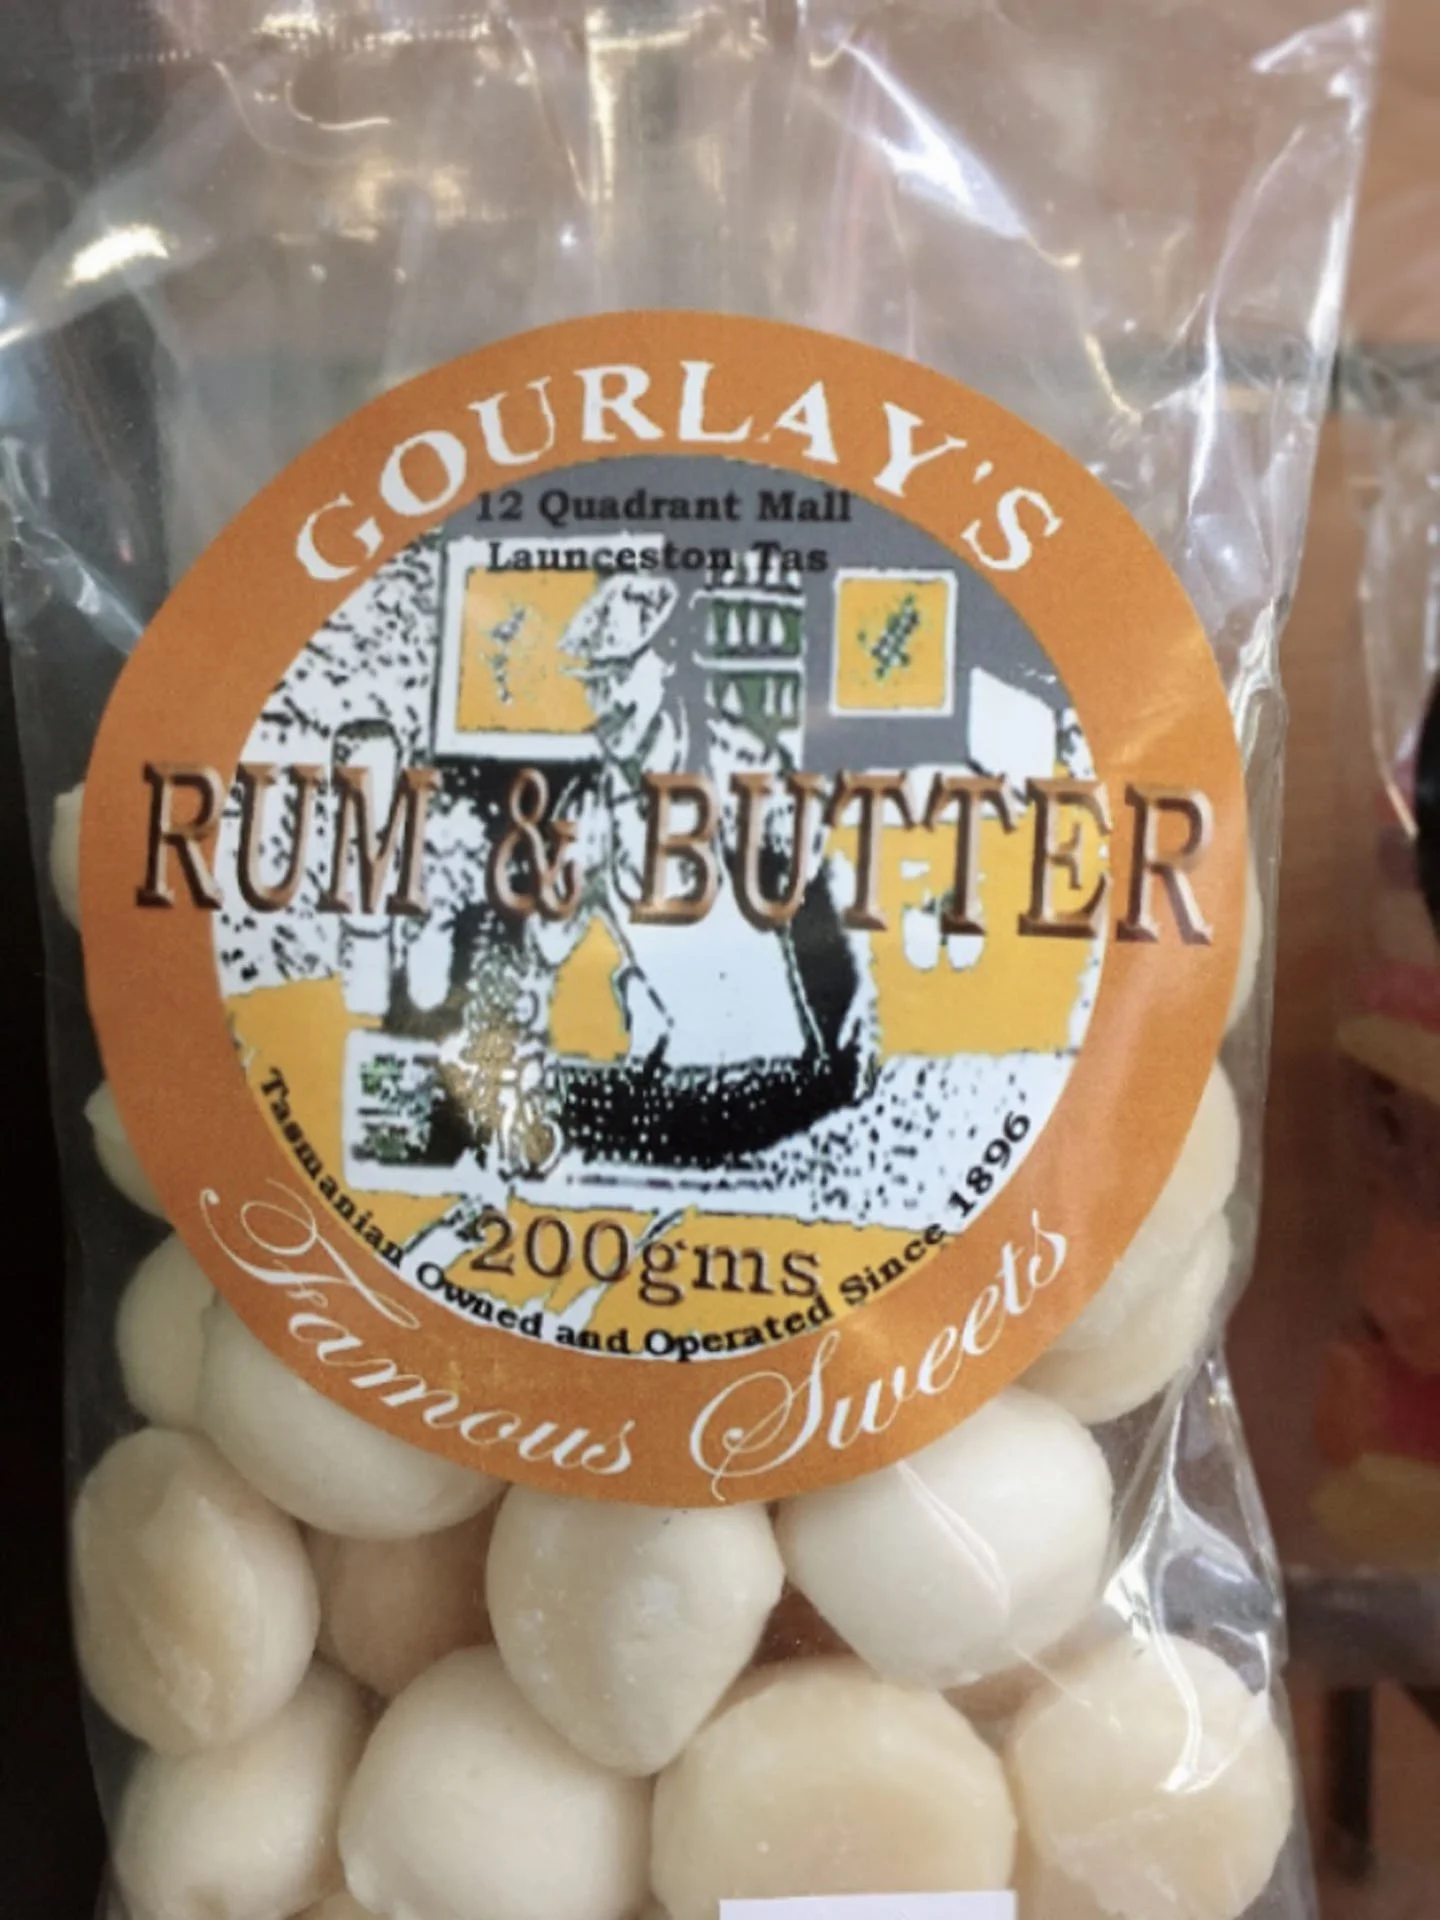 GOURLAY'S
12 Quadrant Mall
Launceston Tas
RUM & BUTTER
200gms
Tasmanian Owned and Operated Since 1896
Famous Sweets